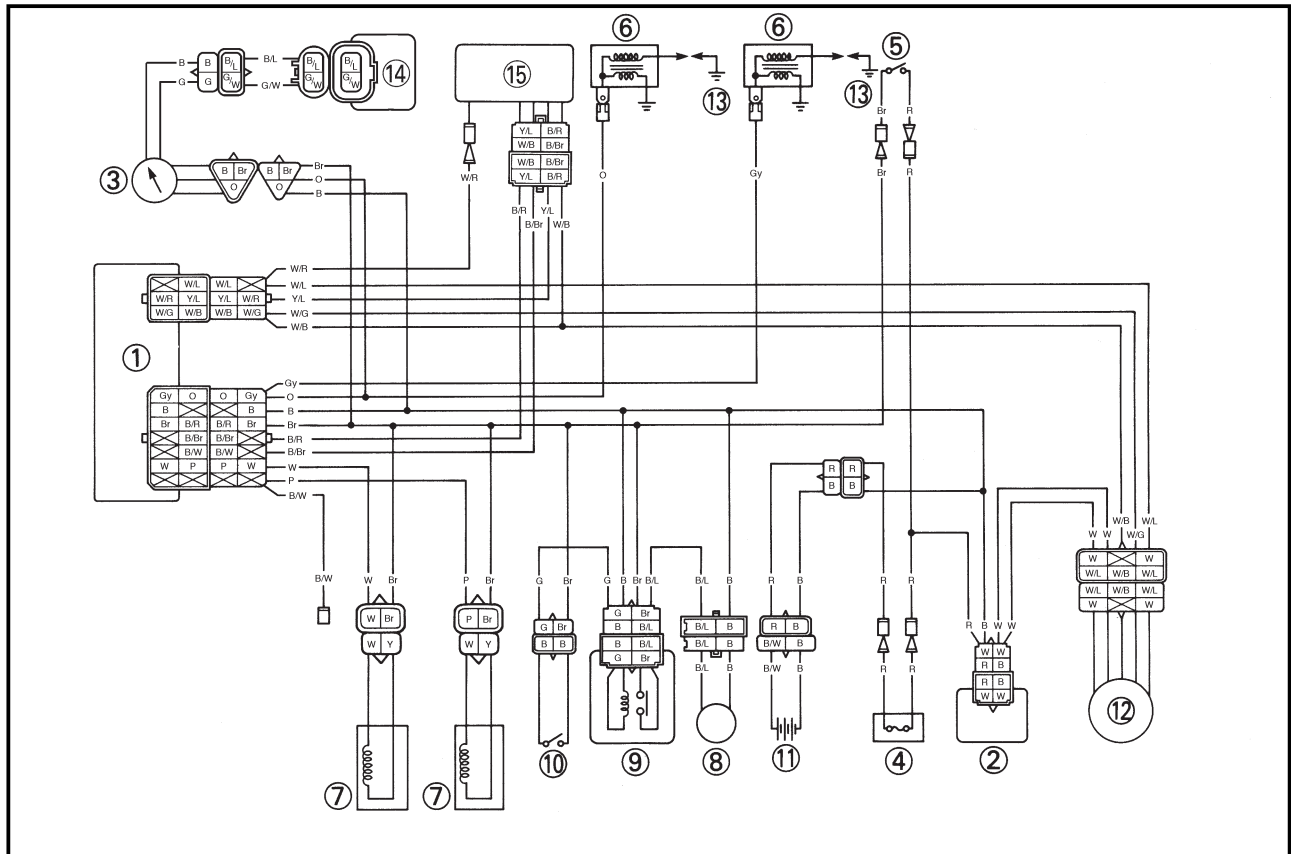 B B B/L B/L B/L B/L
G G G/W G/W G/W G/W
14
15
6
6
5
13
13
3
B Br B Br Br
O O O
B
W/R
Y/L B/R
W/B B/Br
W/B B/Br
Y/L B/R
B/R Y/L
B/Br W/B
O
Gy
Br R
Br R
1
W/L W/L W/R
W/R Y/L Y/L W/R W/L
W/G W/B W/B W/G Y/L
W/G
W/B
Gy
Gy O O Gy O
B B B
Br B/R B/R Br Br
B/Br B/Br B/R
B/W B/W B/Br
W P P W W
P
B/W
B/W
W Br
W Br
W Y
7
P Br
P Br
W Y
7
G Br
G Br
B B
10
G B Br B/L
G Br
B B/L
B B/L
G Br
9
B/L B
B/L B
B/L B
B/L B
8
R R
B B
R B
R B
B/W B
B/W B
11
R R
R R
4
R B W W
W W
R B
R B
W W
2
W/B W/L
W W W/G
W W
W/L W/B W/L
W/L W/B W/L
W W
12